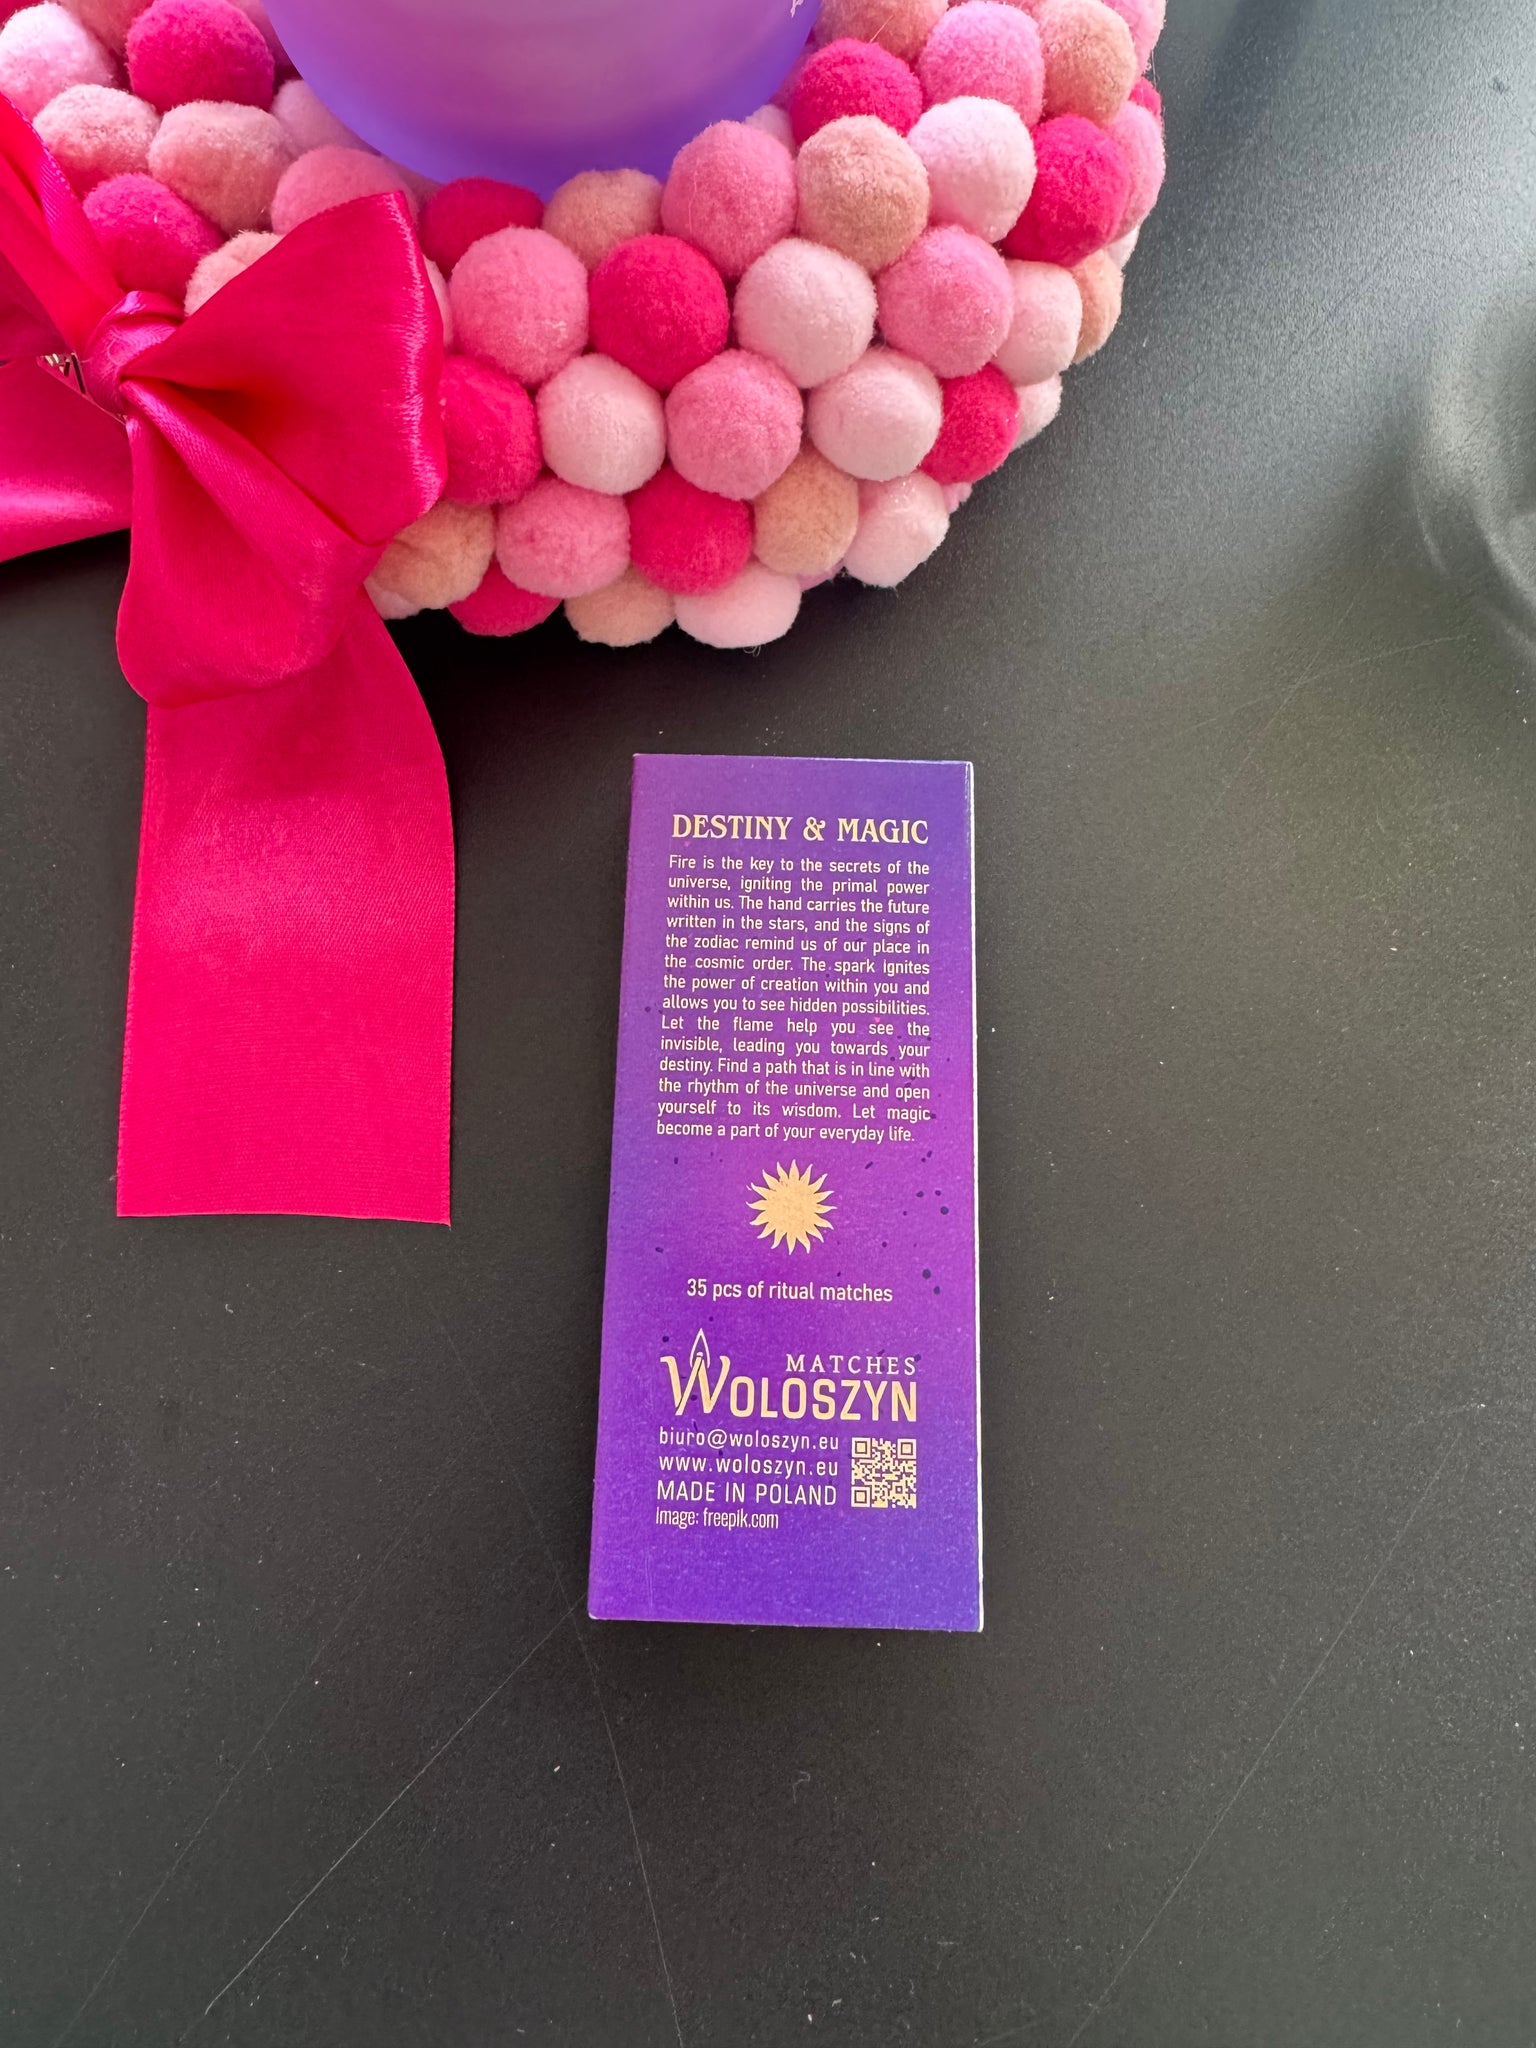 DESTINY & MAGIC
Fire is the key to the secrets of the
universe, igniting the primal power
within us. The hand carries the future
written in the stars, and the signs of
the zodiac remind us of our place in
the cosmic order. The spark ignites
the power of creation within you and
allows you to see hidden possibilities.
Let the flame help you see the
invisible, leading you towards your
destiny. Find a path that is in line with
the rhythm of the universe and open
yourself to its wisdom. Let magic
become a part of your everyday life.
35 pcs of ritual matches
MATCHES
WOLOSZYN
biuro@woloszyn.eu
www.woloszyn.eu
MADE IN POLAND
Image: freepik.com